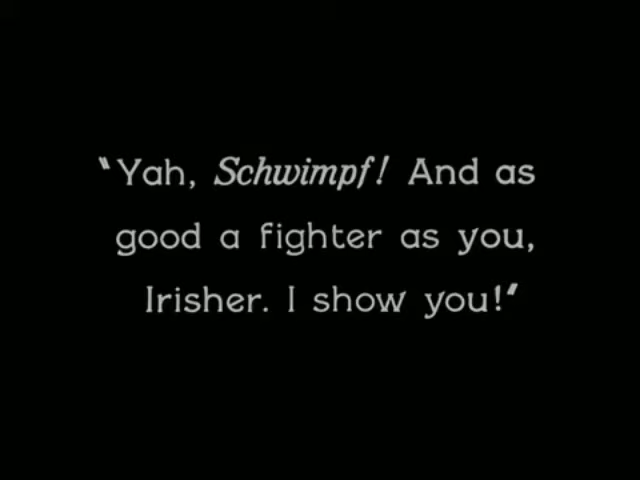 "Yah, Schwimpf! And as
good a fighter as you,
Irisher. I show you!"